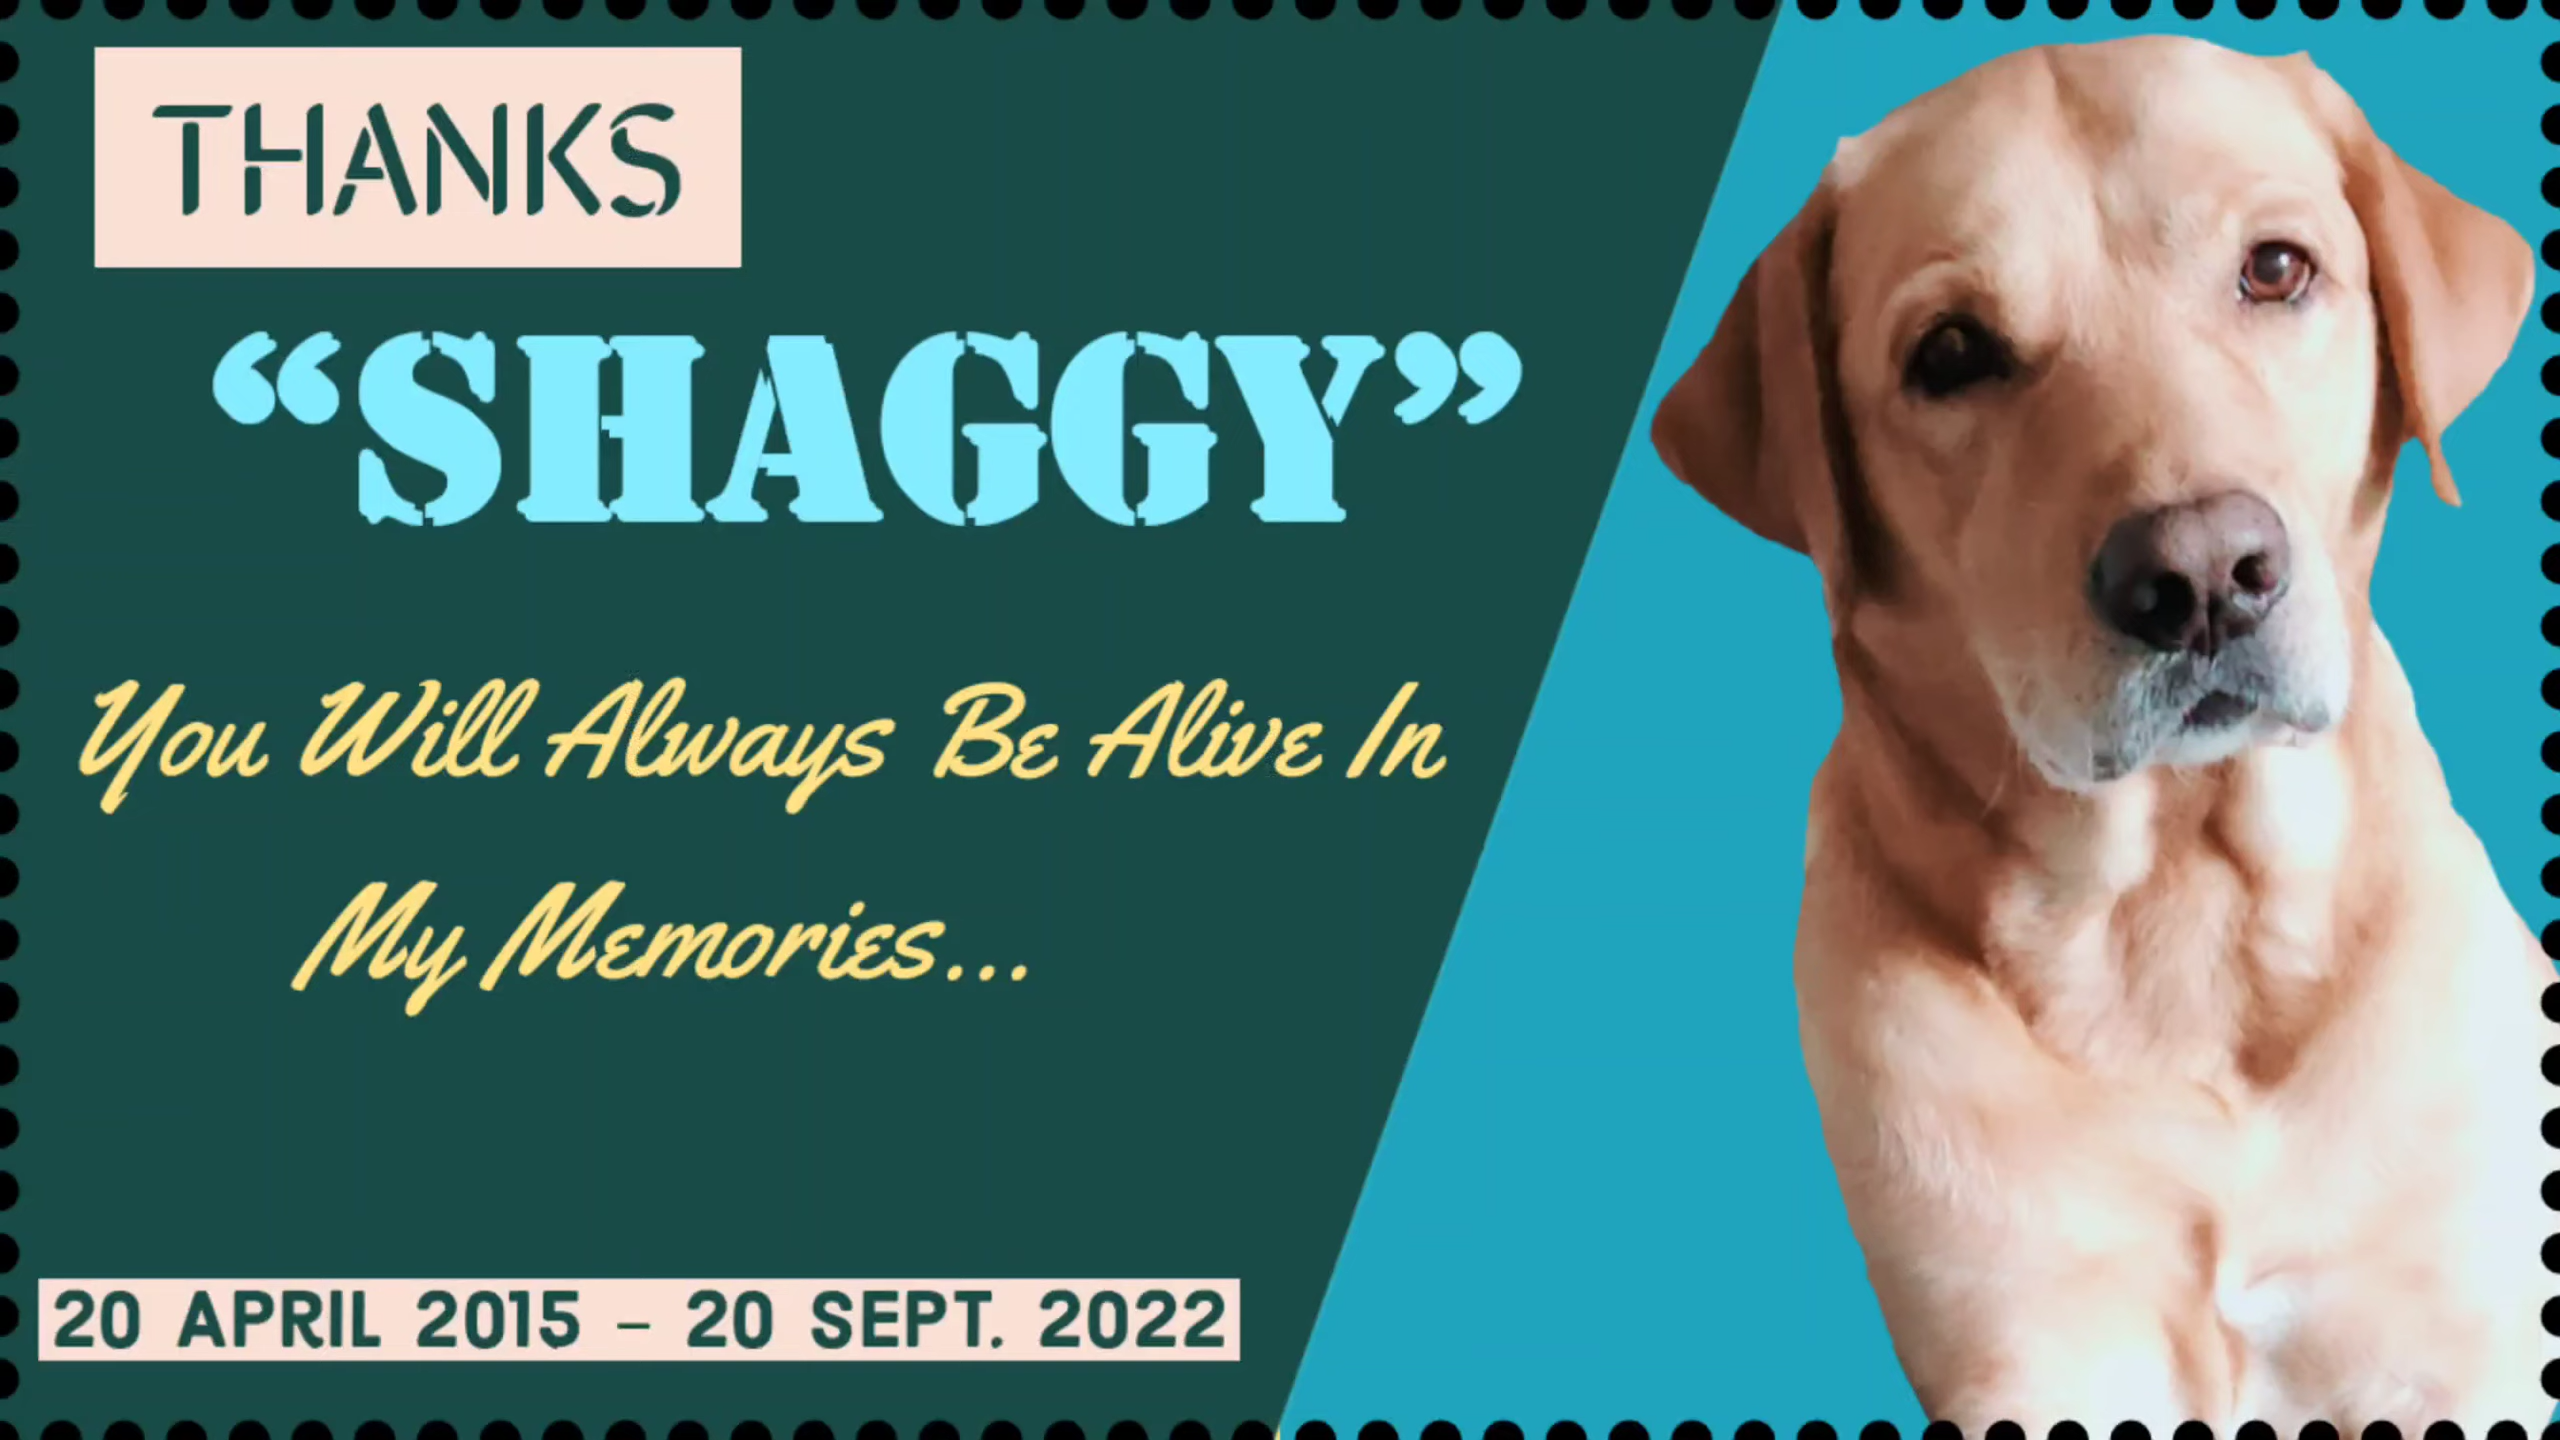 THANKS
“SHAGGY”
You Will Always Be Alive In
My Memories...
20 APRIL 2015 – 20 SEPT. 2022